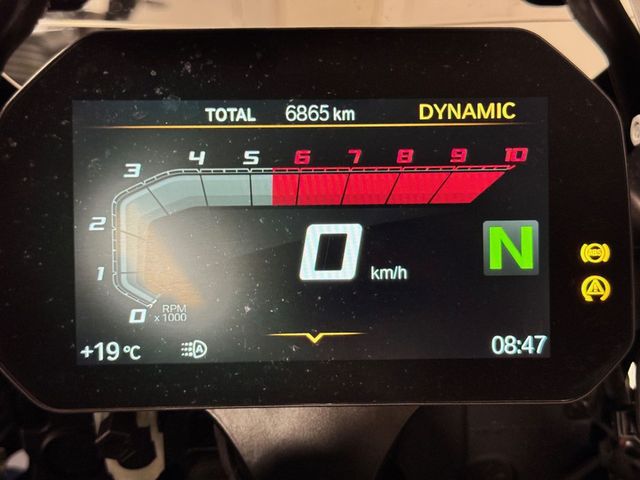 TOTAL 6865 km DYNAMIC
3 4 5 6 7 8 9 10
2
1
0 RPM x 1000
0 km/h
N
ABS
+19 °C A 08:47